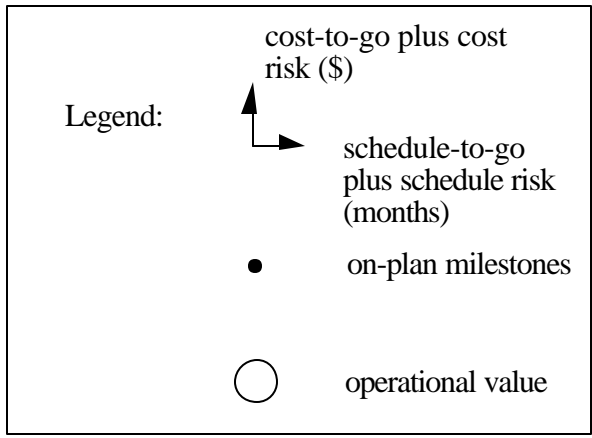 cost-to-go plus cost
risk ($)
Legend:
schedule-to-go
plus schedule risk
(months)
on-plan milestones
operational value